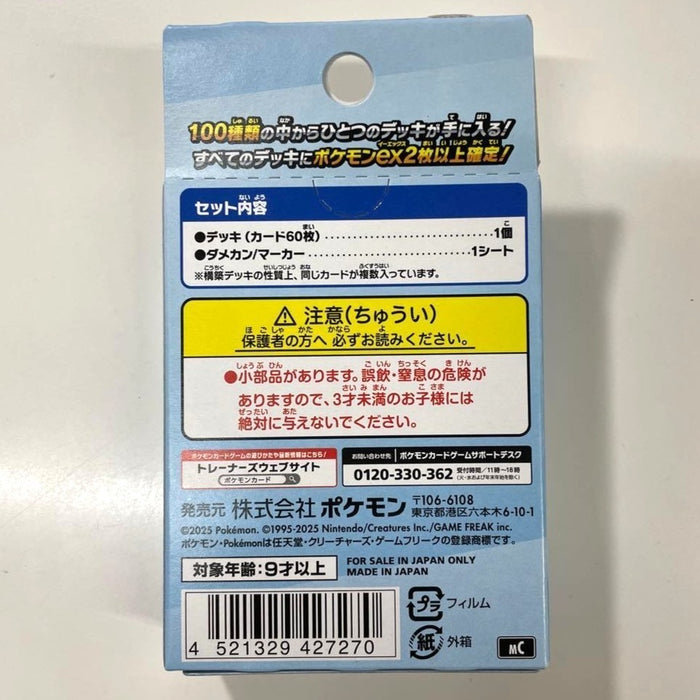 100種類の中からひとつのデッキが手に入る!
すべてのデッキにポケモンex2枚以上確定!
セット内容
●デッキ(カード60枚)……………………1個
●ダメカン/マーカー……………………1シート
※構築デッキの性質上、同じカードが複数入っています。
⚠ 注意(ちゅうい)
保護者の方へ 必ずお読みください。
●小部品があります。誤飲・窒息の危険が
ありますので、3才未満のお子様には
絶対に与えないでください。
ポケモンカードゲームの遊びかたや最新情報はこちら!
トレーナーズウェブサイト
ポケモンカード
お問い合わせ先 ポケモンカードゲームサポートデスク
0120-330-362 受付時間/11時~18時
(火・水および年末年始を除く)
発売元 株式会社 ポケモン 〒106-6108
東京都港区六本木6-10-1
©2025 Pokémon. ©1995-2025 Nintendo/Creatures Inc./GAME FREAK inc.
ポケモン・Pokémonは任天堂・クリーチャーズ・ゲームフリークの登録商標です。
対象年齢:9才以上
FOR SALE IN JAPAN ONLY
MADE IN JAPAN
プラ フィルム
紙 外箱
MC
4 521329 427270